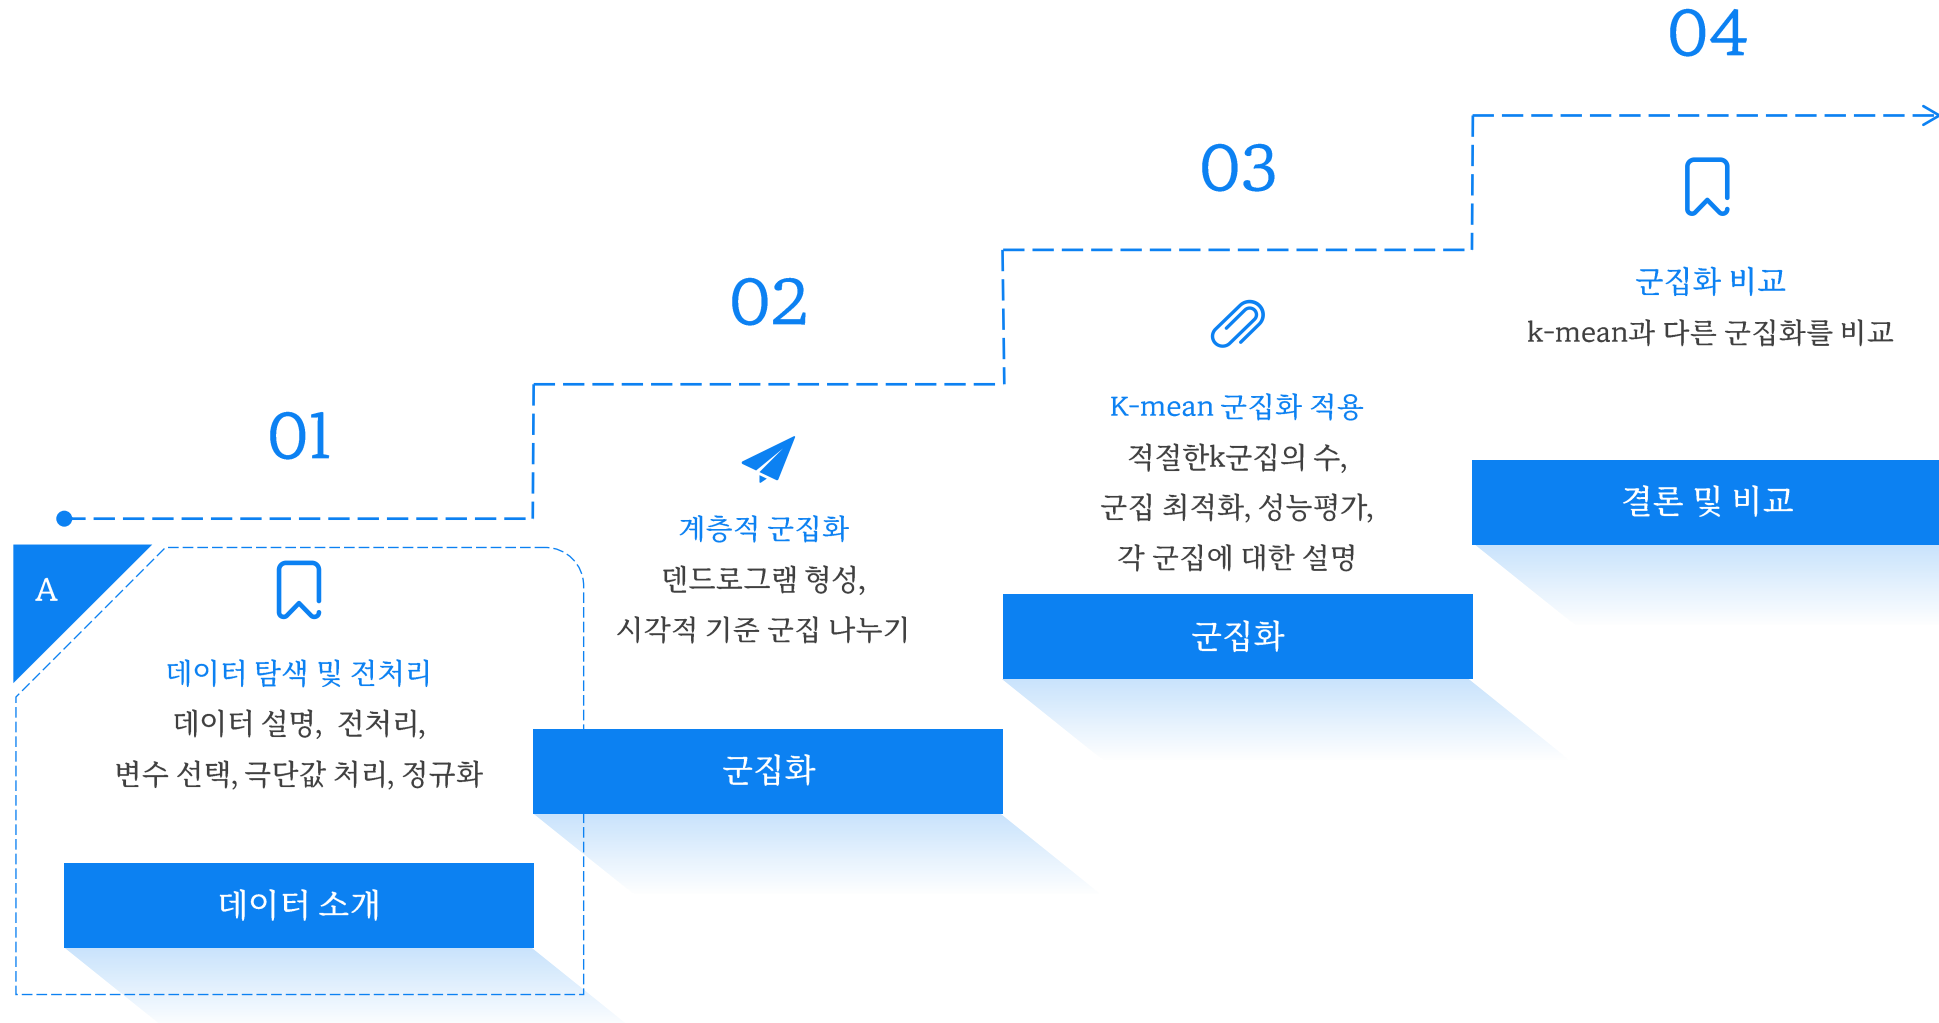 01
A
데이터 탐색 및 전처리
데이터 설명,  전처리,
변수 선택, 극단값 처리, 정규화
데이터 소개
02
계층적 군집화
덴드로그램 형성,
시각적 기준 군집 나누기
군집화
03
K-mean 군집화 적용
적절한k군집의 수,
군집 최적화, 성능평가,
각 군집에 대한 설명
군집화
04
군집화 비교
k-mean과 다른 군집화를 비교
결론 및 비교